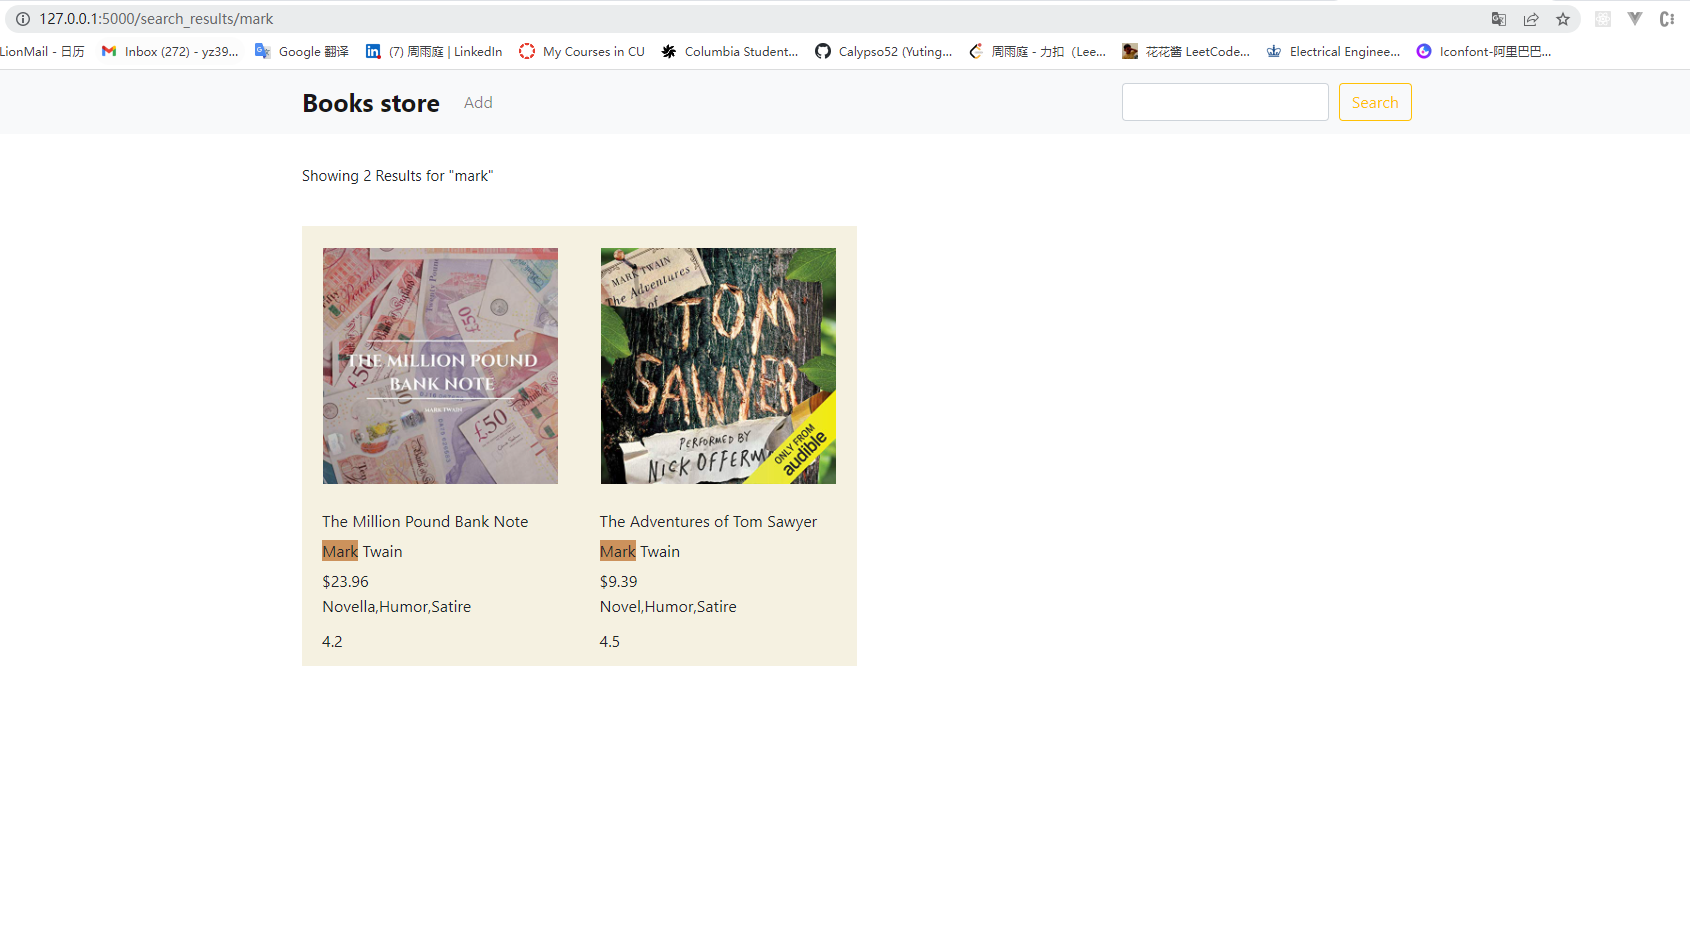 127.0.0.1:5000/search_results/mark
LionMail - 日历 Inbox (272) - yz39... Google 翻译 (7) 周雨庭 | LinkedIn My Courses in CU Columbia Student... Calypso52 (Yuting... 周雨庭 - 力扣 (Lee... 花花酱 LeetCode... Electrical Enginee... Iconfont-阿里巴巴...
Books store Add Search
Showing 2 Results for "mark"
THE MILLION POUND
BANK NOTE
MARK TWAIN
MARK TWAIN
The Adventures
of
TOM
SAWYER
PERFORMED BY
NICK OFFERM
ONLY FROM
audible
The Million Pound Bank Note
Mark Twain
$23.96
Novella,Humor,Satire
4.2
The Adventures of Tom Sawyer
Mark Twain
$9.39
Novel,Humor,Satire
4.5